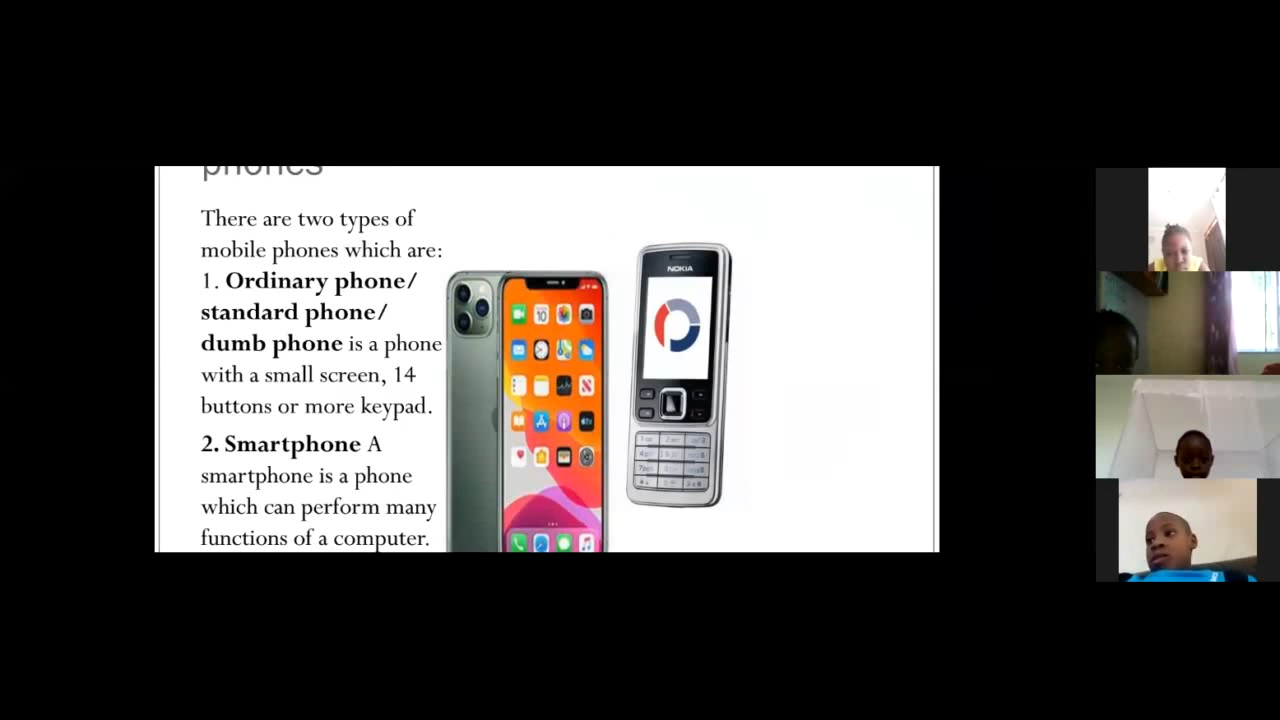 phones
There are two types of
mobile phones which are:
1. Ordinary phone/
standard phone/
dumb phone is a phone
with a small screen, 14
buttons or more keypad.
2. Smartphone A
smartphone is a phone
which can perform many
functions of a computer.
NOKIA
10